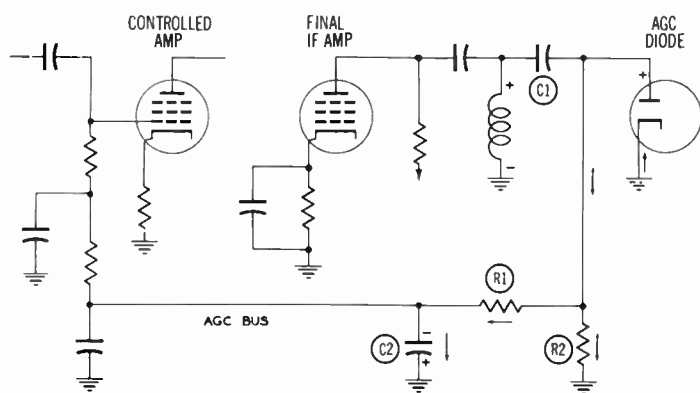 CONTROLLED
AMP
FINAL
IF AMP
AGC
DIODE
C1
+
+
-
R1
AGC BUS
C2
-
+
R2